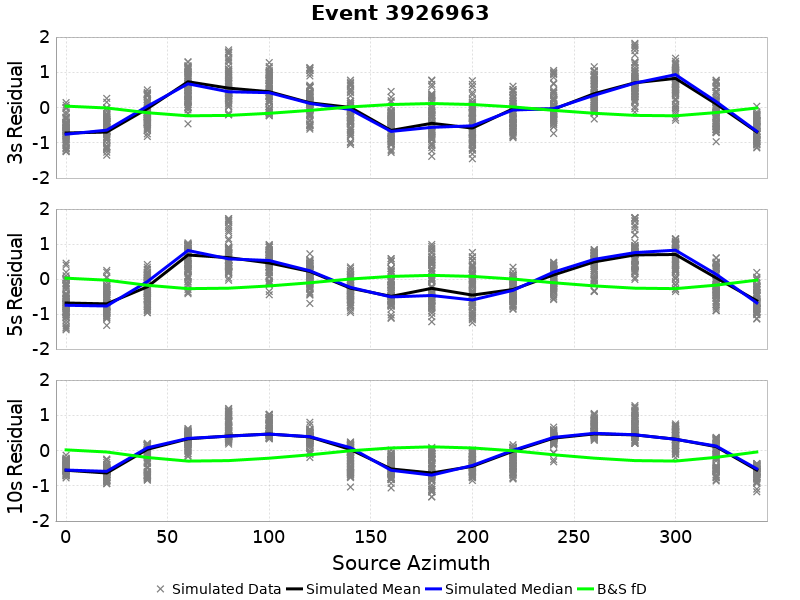 Event 3926963
3s Residual
2
1
0
-1
-2
5s Residual
2
1
0
-1
-2
10s Residual
2
1
0
-1
-2
0 50 100 150 200 250 300
Source Azimuth
Simulated Data Simulated Mean Simulated Median B&S fD